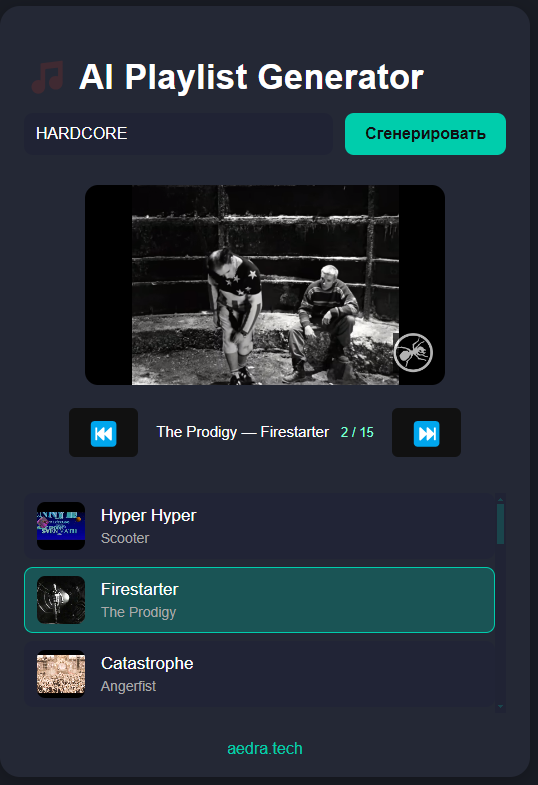 AI Playlist Generator
HARDCORE
Сгенерировать
The Prodigy — Firestarter 2 / 15
Hyper Hyper
Scooter
Firestarter
The Prodigy
Catastrophe
Angerfist
aedra.tech